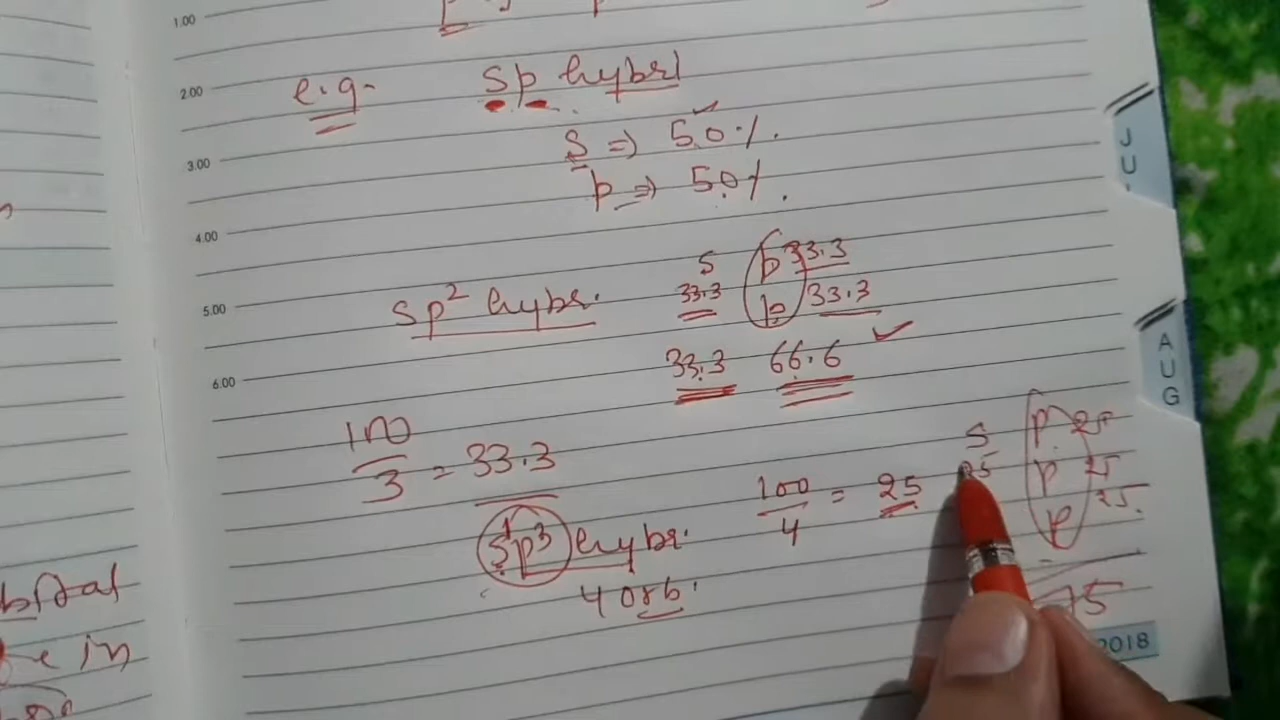 1.00
e.g. sp hybri
2.00
s => 50%.
3.00
p => 50%.
4.00
s p 33.3
33.3 p 33.3
sp² hybr.
5.00
33.3 66.6 ✓
6.00
100/3 = 33.3
s¹p³ hybr.
4 orb.
100/4 = 25
s p 25
25 p 25
p 25.
75
in
JU
AUG
2018